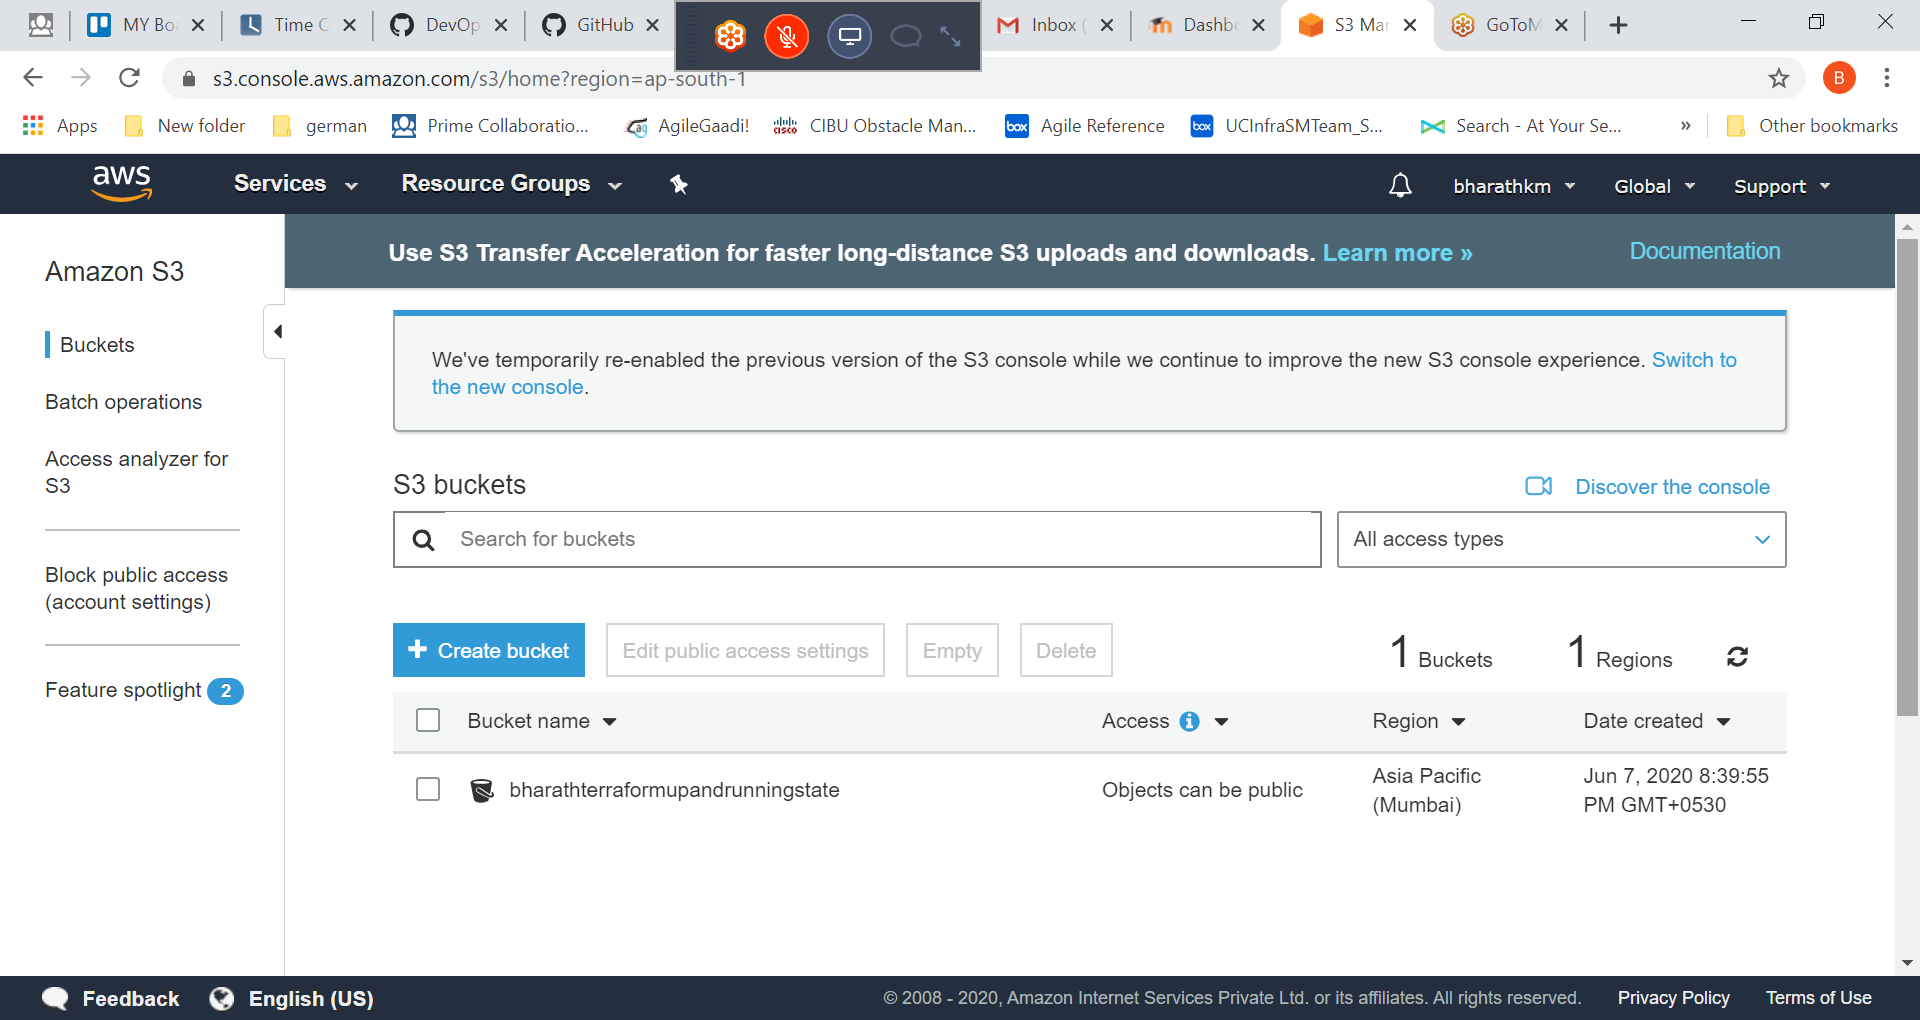 MY Bo
Time C
DevOp
GitHub
Inbox (
Dashbo
S3 Mar
GoToM
s3.console.aws.amazon.com/s3/home?region=ap-south-1
B
Apps
New folder
german
Prime Collaboratio...
AgileGaadi!
CISCO
CIBU Obstacle Man...
box
Agile Reference
box
UCInfraSMTeam_S...
Search - At Your Se...
»
Other bookmarks
aws
Services
Resource Groups
bharathkm
Global
Support
Use S3 Transfer Acceleration for faster long-distance S3 uploads and downloads. Learn more »
Documentation
Amazon S3
Buckets
Batch operations
Access analyzer for
S3
Block public access
(account settings)
Feature spotlight 2
We've temporarily re-enabled the previous version of the S3 console while we continue to improve the new S3 console experience. Switch to
the new console.
S3 buckets
Discover the console
Search for buckets
All access types
+ Create bucket
Edit public access settings
Empty
Delete
1 Buckets
1 Regions
Bucket name
Access
Region
Date created
bharathterraformupandrunningstate
Objects can be public
Asia Pacific
(Mumbai)
Jun 7, 2020 8:39:55
PM GMT+0530
Feedback
English (US)
© 2008 - 2020, Amazon Internet Services Private Ltd. or its affiliates. All rights reserved.
Privacy Policy
Terms of Use